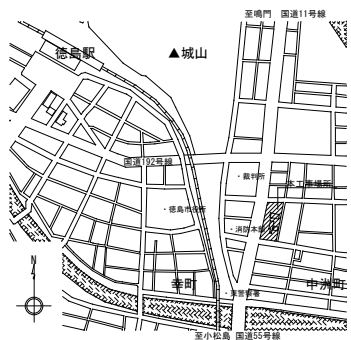 至鳴門 国道11号線
徳島駅
▲城山
国道192号線
・裁判所
本工事場所
・徳島市役所
・消防本部
幸町
中洲町
・東警察署
N
至小松島 国道55号線